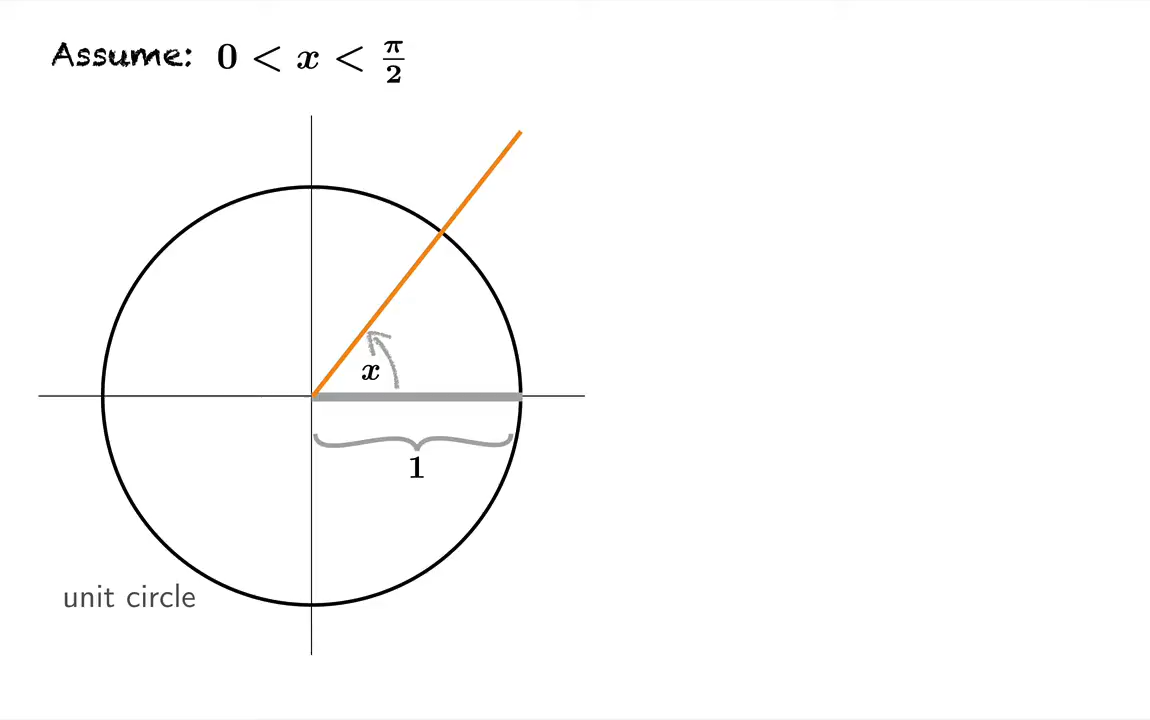 Assume: 0 < x < π/2
x
1
unit circle